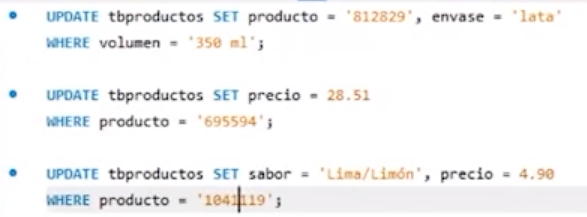 UPDATE tbproductos SET producto = '812829', envase = 'lata'
WHERE volumen = '350 ml';
UPDATE tbproductos SET precio = 28.51
WHERE producto = '695594';
UPDATE tbproductos SET sabor = 'Lima/Limón', precio = 4.90
WHERE producto = '1041119';